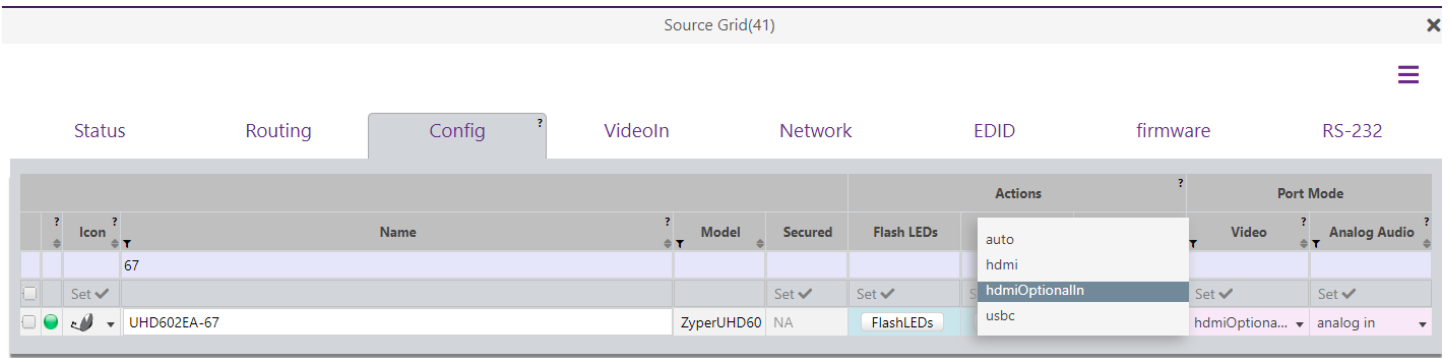 Source Grid(41)
Status Routing Config ? VideoIn Network EDID firmware RS-232
Actions ? Port Mode
? Icon ? Name ? Model Secured Flash LEDs Video ? Analog Audio ?
67
Set Set Set Set Set
UHD602EA-67 ZyperUHD60 NA FlashLEDs hdmiOptiona... analog in
auto
hdmi
hdmiOptionalIn
usbc